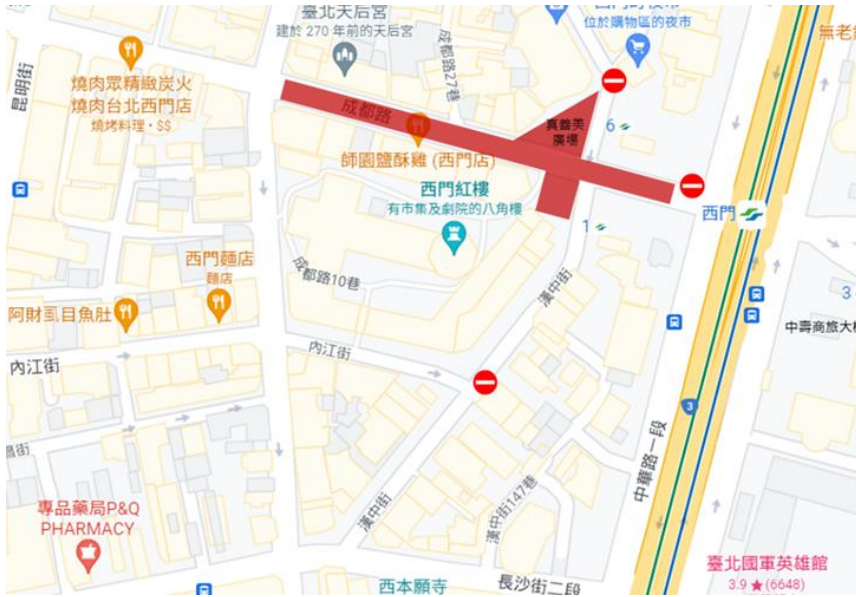 臺北天后宮
建於 270 年前的天后宮
位於購物區的夜市
昆明街
燒肉眾精緻炭火
燒肉台北西門店
燒烤料理・$$
成都路27巷
成都路
真善美
廣場
6
師園鹽酥雞 (西門店)
西門紅樓
有市集及劇院的八角樓
西門
1
西門麵店
麵店
成都路10巷
漢中街
3
阿財虱目魚肚
中壽商旅大樓
內江街
內江街
3
中華路一段
漢中街
漢中街147巷
專品藥局P&Q
PHARMACY
西本願寺
長沙街二段
臺北國軍英雄館
3.9 ★ (6648)